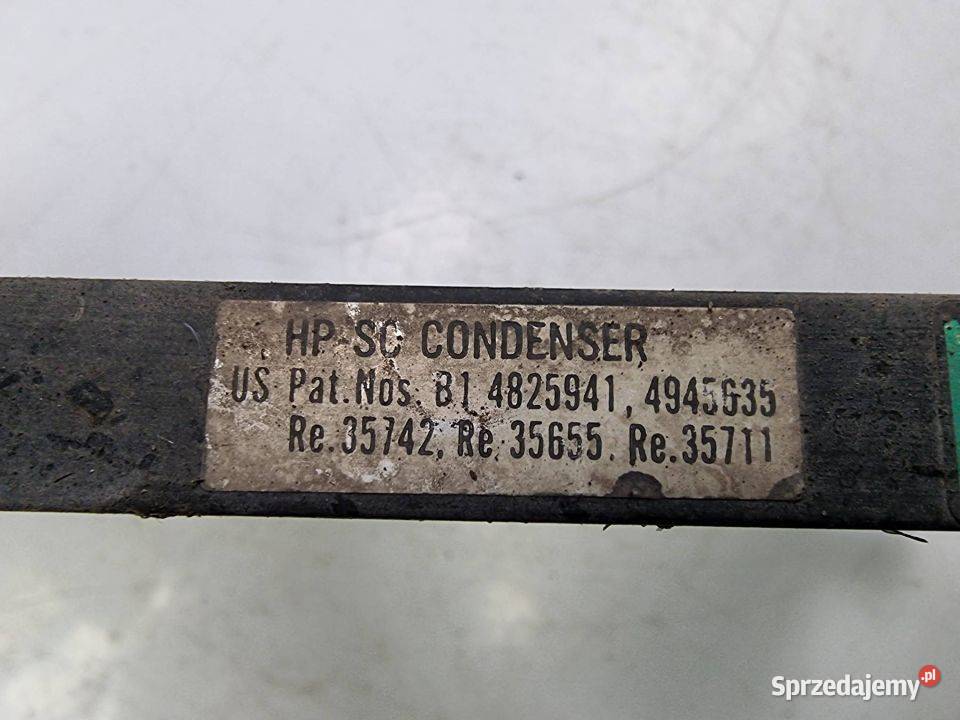 HP-SC CONDENSER
US Pat.Nos. B1 4825941, 4945635
Re.35742, Re 35655. Re.35711
Sprzedajemy.pl